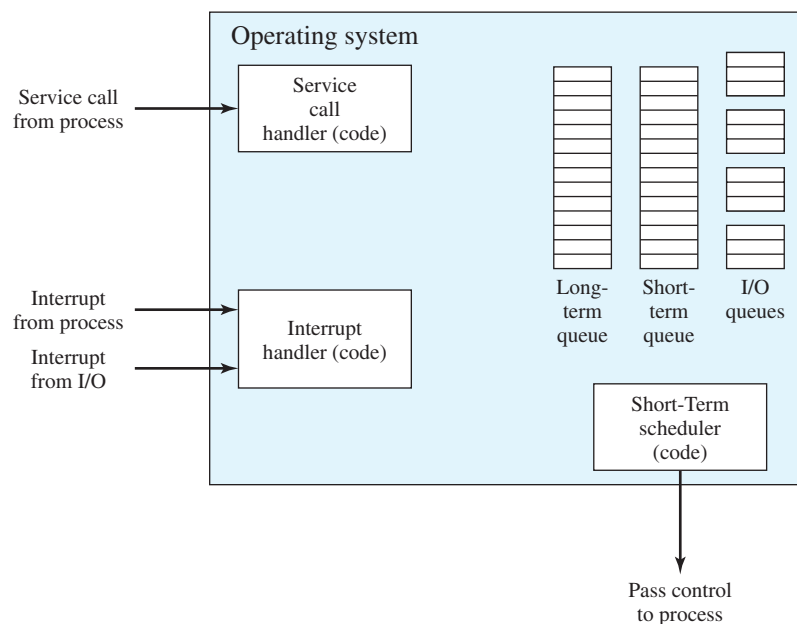 Operating system
Service call
from process
Service
call
handler (code)
Interrupt
from process
Interrupt
from I/O
Interrupt
handler (code)
Long-
term
queue
Short-
term
queue
I/O
queues
Short-Term
scheduler
(code)
Pass control
to process